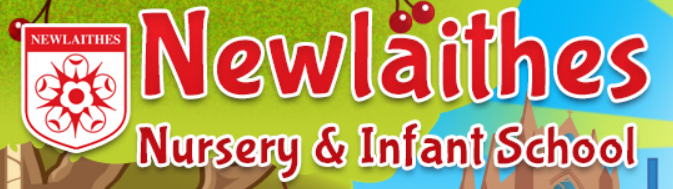 NEWLAITHES
Newlaithes
Nursery & Infant School